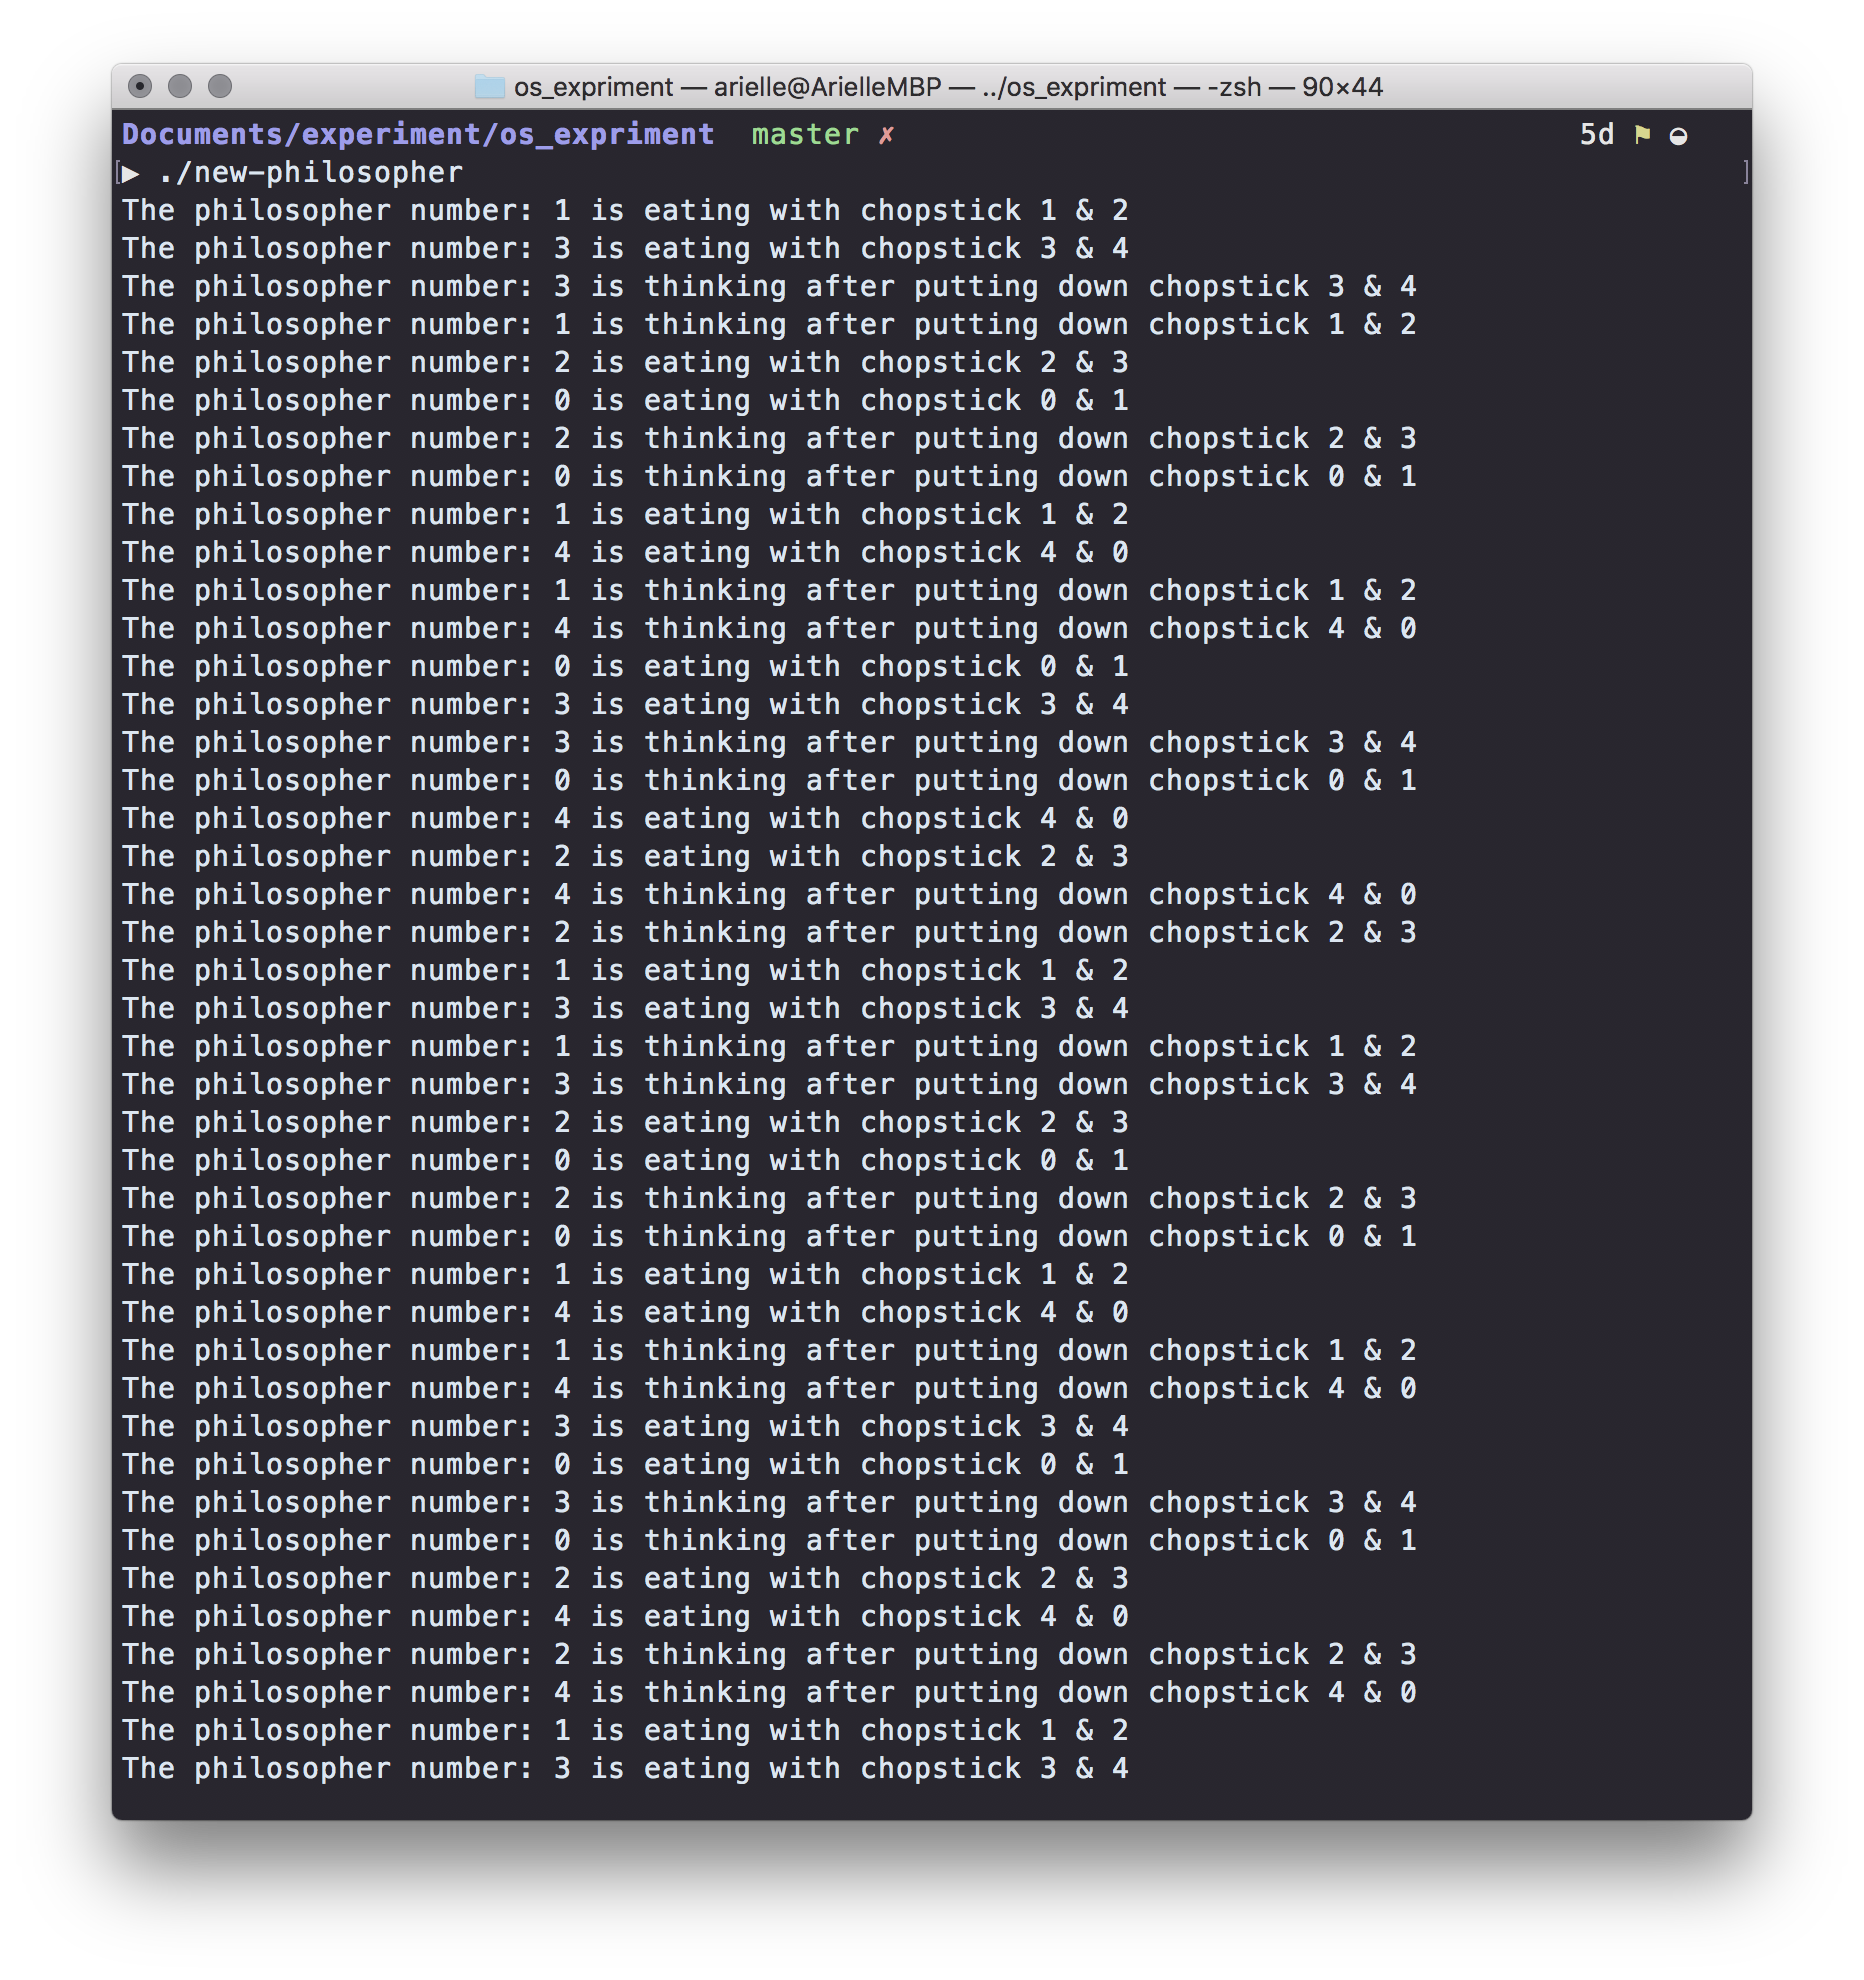 os_expriment — arielle@ArielleMBP — ../os_expriment — -zsh — 90×44
Documents/experiment/os_expriment master ✗ 5d ⚑ ◒
[▶ ./new-philosopher ]
The philosopher number: 1 is eating with chopstick 1 & 2
The philosopher number: 3 is eating with chopstick 3 & 4
The philosopher number: 3 is thinking after putting down chopstick 3 & 4
The philosopher number: 1 is thinking after putting down chopstick 1 & 2
The philosopher number: 2 is eating with chopstick 2 & 3
The philosopher number: 0 is eating with chopstick 0 & 1
The philosopher number: 2 is thinking after putting down chopstick 2 & 3
The philosopher number: 0 is thinking after putting down chopstick 0 & 1
The philosopher number: 1 is eating with chopstick 1 & 2
The philosopher number: 4 is eating with chopstick 4 & 0
The philosopher number: 1 is thinking after putting down chopstick 1 & 2
The philosopher number: 4 is thinking after putting down chopstick 4 & 0
The philosopher number: 0 is eating with chopstick 0 & 1
The philosopher number: 3 is eating with chopstick 3 & 4
The philosopher number: 3 is thinking after putting down chopstick 3 & 4
The philosopher number: 0 is thinking after putting down chopstick 0 & 1
The philosopher number: 4 is eating with chopstick 4 & 0
The philosopher number: 2 is eating with chopstick 2 & 3
The philosopher number: 4 is thinking after putting down chopstick 4 & 0
The philosopher number: 2 is thinking after putting down chopstick 2 & 3
The philosopher number: 1 is eating with chopstick 1 & 2
The philosopher number: 3 is eating with chopstick 3 & 4
The philosopher number: 1 is thinking after putting down chopstick 1 & 2
The philosopher number: 3 is thinking after putting down chopstick 3 & 4
The philosopher number: 2 is eating with chopstick 2 & 3
The philosopher number: 0 is eating with chopstick 0 & 1
The philosopher number: 2 is thinking after putting down chopstick 2 & 3
The philosopher number: 0 is thinking after putting down chopstick 0 & 1
The philosopher number: 1 is eating with chopstick 1 & 2
The philosopher number: 4 is eating with chopstick 4 & 0
The philosopher number: 1 is thinking after putting down chopstick 1 & 2
The philosopher number: 4 is thinking after putting down chopstick 4 & 0
The philosopher number: 3 is eating with chopstick 3 & 4
The philosopher number: 0 is eating with chopstick 0 & 1
The philosopher number: 3 is thinking after putting down chopstick 3 & 4
The philosopher number: 0 is thinking after putting down chopstick 0 & 1
The philosopher number: 2 is eating with chopstick 2 & 3
The philosopher number: 4 is eating with chopstick 4 & 0
The philosopher number: 2 is thinking after putting down chopstick 2 & 3
The philosopher number: 4 is thinking after putting down chopstick 4 & 0
The philosopher number: 1 is eating with chopstick 1 & 2
The philosopher number: 3 is eating with chopstick 3 & 4